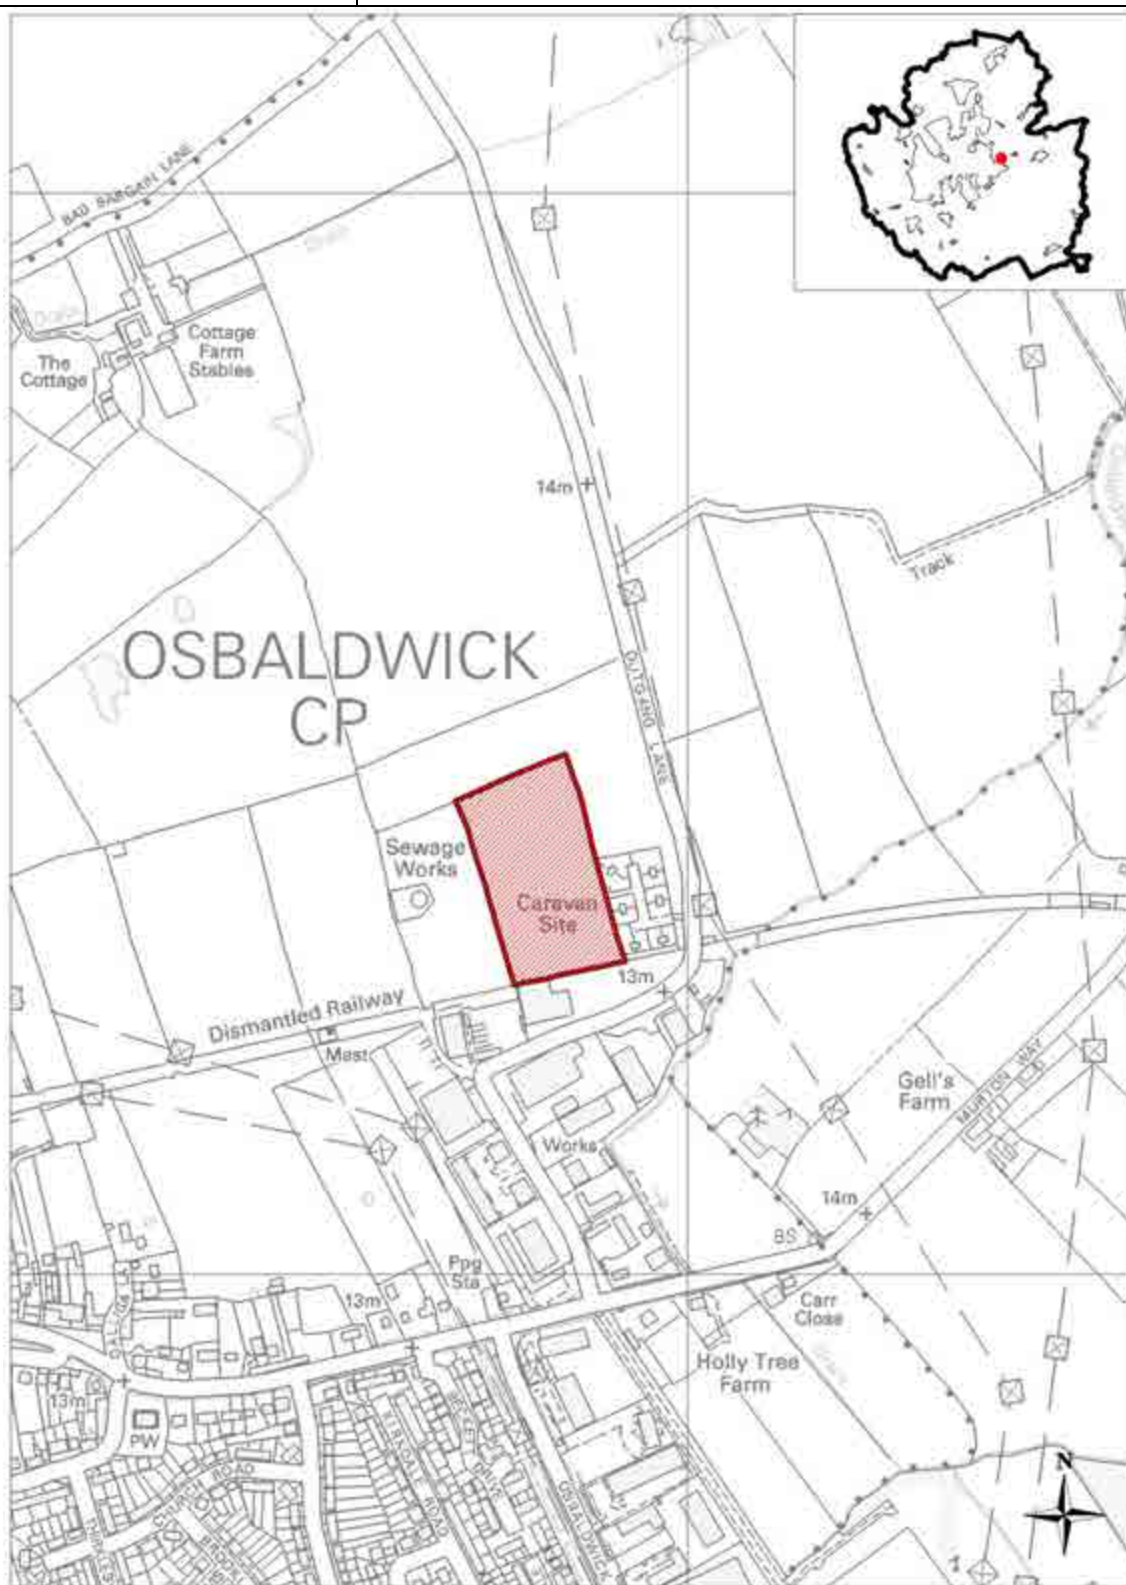 BAD BARGAIN LANE
Drain
The
Cottage
Cottage
Farm
Stables
14m
Track
OSBALDWICK
CP
OUTGANG LANE
Sewage
Works
Caravan
Site
13m
Dismantled Railway
Mast
Gell's
Farm
MURTON WAY
Works
14m
BS
Ppg
Sta
13m
Carr
Close
Holly Tree
Farm
13m
PW
OSBALDWICK
N